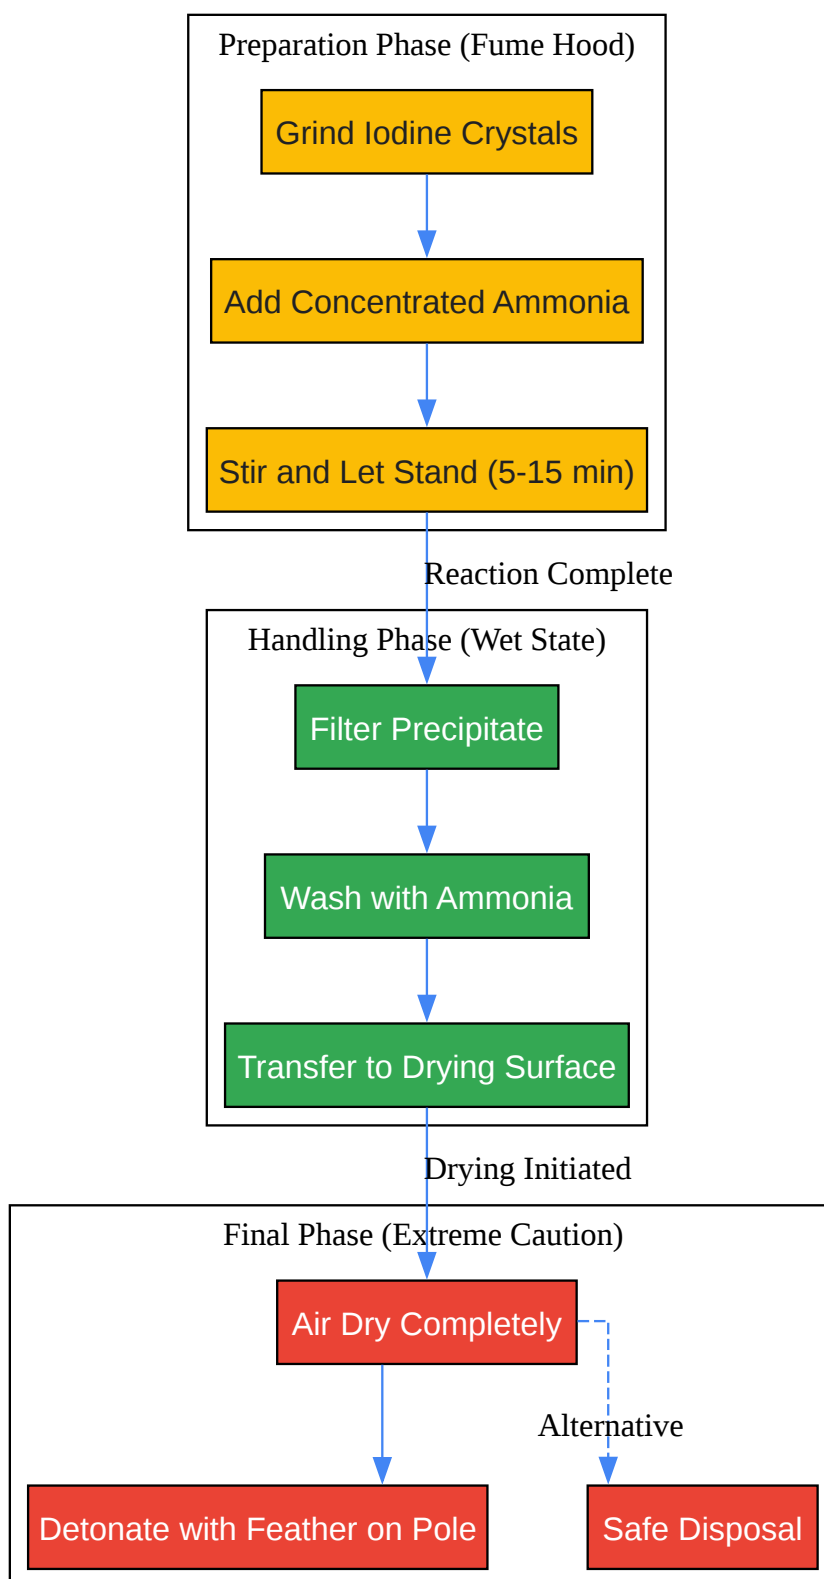 Preparation Phase (Fume Hood)
Grind Iodine Crystals
Add Concentrated Ammonia
Stir and Let Stand (5-15 min)
Reaction Complete
Handling Phase (Wet State)
Filter Precipitate
Wash with Ammonia
Transfer to Drying Surface
Drying Initiated
Final Phase (Extreme Caution)
Air Dry Completely
Alternative
Detonate with Feather on Pole
Safe Disposal